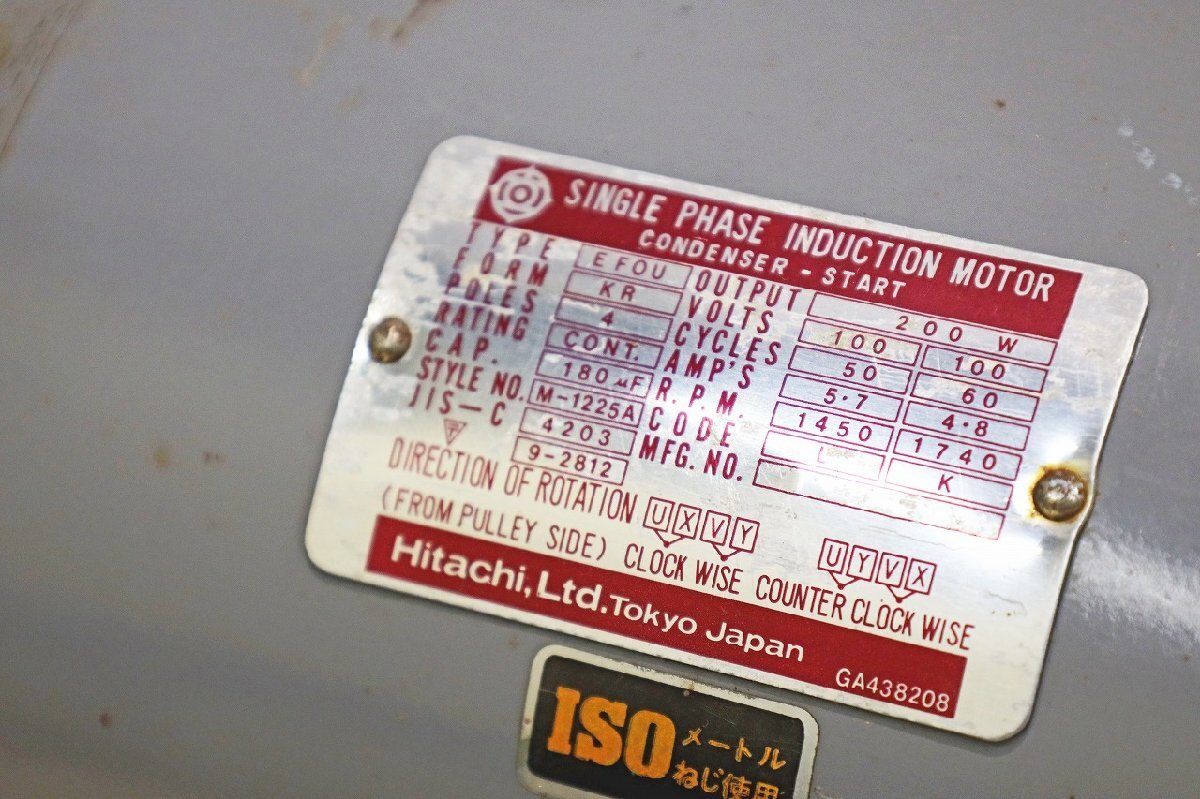 SINGLE PHASE INDUCTION MOTOR
CONDENSER - START
TYPE EFOU OUTPUT 200 W
FORM KR VOLTS 100 100
POLES 4 CYCLES 50 60
RATING CONT. AMP'S 5.7 4.8
CAP. 180μF R.P.M. 1450 1740
STYLE NO. M-1225A CODE L K
JIS-C 4203 MFG. NO.
9-2812
DIRECTION OF ROTATION UXVY UYVX
(FROM PULLEY SIDE) CLOCK WISE COUNTER CLOCK WISE
Hitachi, Ltd. Tokyo Japan
GA438208
ISO メートル
ねじ使用